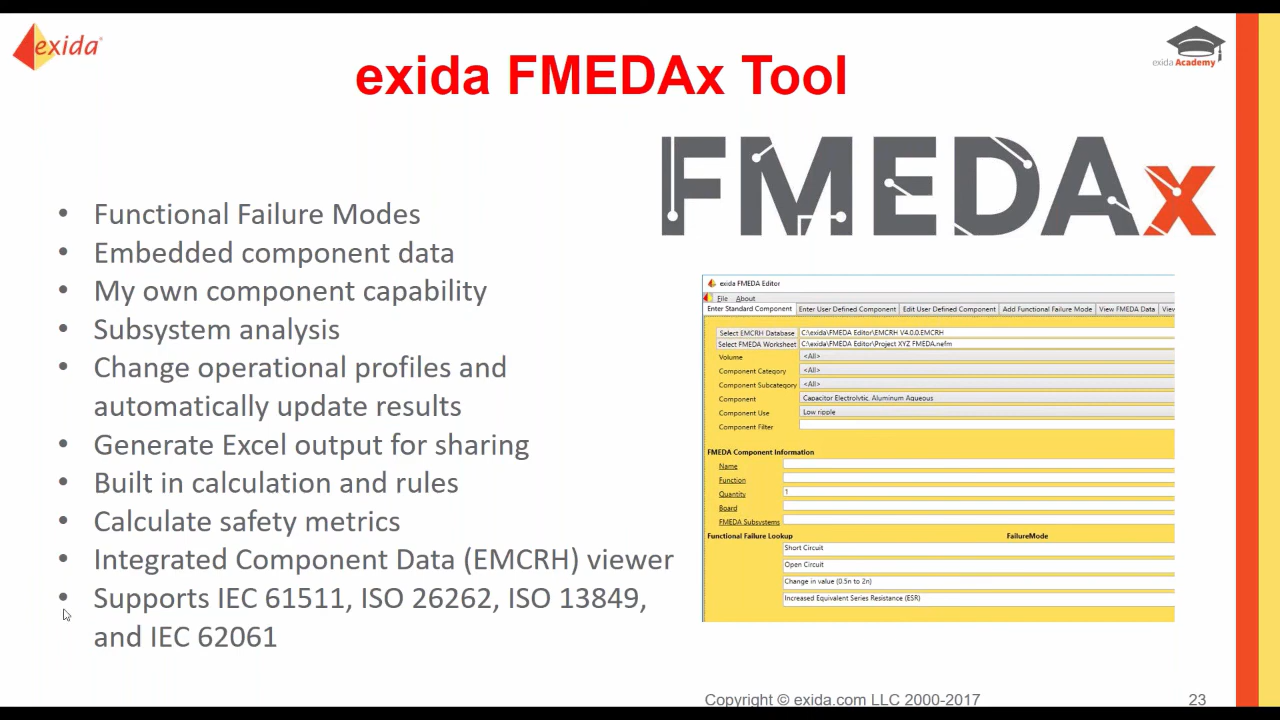 exida
exida Academy
exida FMEDAx Tool
FMEDAx
• Functional Failure Modes
• Embedded component data
• My own component capability
• Subsystem analysis
• Change operational profiles and
automatically update results
• Generate Excel output for sharing
• Built in calculation and rules
• Calculate safety metrics
• Integrated Component Data (EMCRH) viewer
• Supports IEC 61511, ISO 26262, ISO 13849,
and IEC 62061
exida FMEDA Editor
File About
Enter Standard Component Enter User Defined Component Edit User Defined Component Add Functional Failure Mode View FMEDA Data View
Select EMCRH Database C:\exida\FMEDA Editor\EMCRH V4.0.0.EMCRH
Select FMEDA Worksheet C:\exida\FMEDA Editor\Project XYZ FMEDA.nefm
Volume <All>
Component Category <All>
Component Subcategory <All>
Component Capacitor Electrolytic, Aluminum Aqueous
Component Use Low ripple
Component Filter
FMEDA Component Information
Name
Function
Quantity 1
Board
FMEDA Subsystems
Functional Failure Lookup FailureMode
Short Circuit
Open Circuit
Change in value (0.5n to 2n)
Increased Equivalent Series Resistance (ESR)
Copyright © exida.com LLC 2000-2017
23